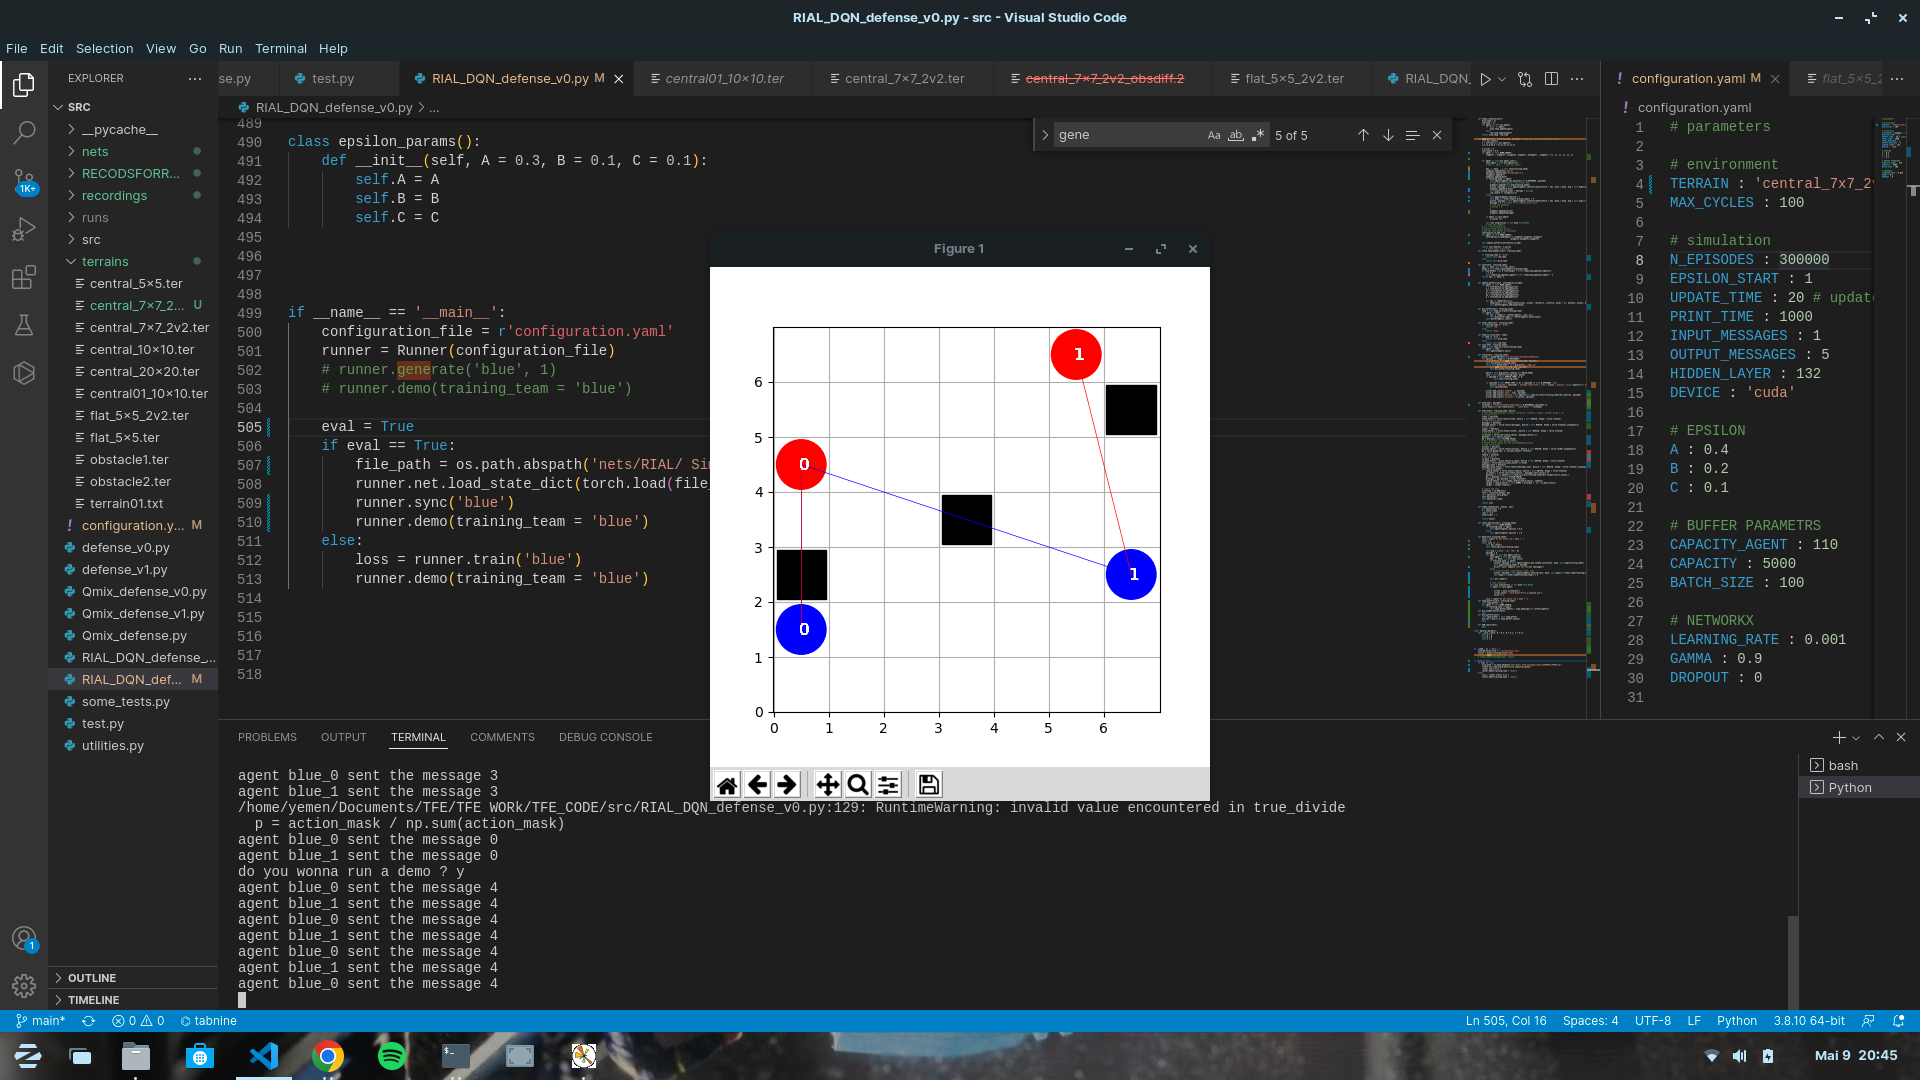 RIAL_DQN_defense_v0.py - src - Visual Studio Code
File Edit Selection View Go Run Terminal Help
EXPLORER
SRC
__pycache__
nets
RECODSFORR...
recordings
runs
src
terrains
central_5×5.ter
central_7×7_2... U
central_7×7_2v2.ter
central_10×10.ter
central_20×20.ter
central01_10×10.ter
flat_5×5_2v2.ter
flat_5×5.ter
obstacle1.ter
obstacle2.ter
terrain01.txt
configuration.y... M
defense_v0.py
defense_v1.py
Qmix_defense_v0.py
Qmix_defense_v1.py
Qmix_defense.py
RIAL_DQN_defense_...
RIAL_DQN_def... M
some_tests.py
test.py
utilities.py
OUTLINE
TIMELINE
1K+
1
se.py test.py RIAL_DQN_defense_v0.py M central01_10×10.ter central_7×7_2v2.ter central_7×7_2v2_obsdiff.2 flat_5×5_2v2.ter RIAL_DQN_
RIAL_DQN_defense_v0.py > ...
gene Aa ab 5 of 5
489
490 class epsilon_params():
491 def __init__(self, A = 0.3, B = 0.1, C = 0.1):
492 self.A = A
493 self.B = B
494 self.C = C
495
496
497
498
499 if __name__ == '__main__':
500 configuration_file = r'configuration.yaml'
501 runner = Runner(configuration_file)
502 # runner.generate('blue', 1)
503 # runner.demo(training_team = 'blue')
504
505 eval = True
506 if eval == True:
507 file_path = os.path.abspath('nets/RIAL/ Si
508 runner.net.load_state_dict(torch.load(file_
509 runner.sync('blue')
510 runner.demo(training_team = 'blue')
511 else:
512 loss = runner.train('blue')
513 runner.demo(training_team = 'blue')
514
515
516
517
518
Figure 1
1
0
1
0
6
5
4
3
2
1
0
0 1 2 3 4 5 6
configuration.yaml M flat_5×5_2
configuration.yaml
1 # parameters
2
3 # environment
4 TERRAIN : 'central_7x7_2v
5 MAX_CYCLES : 100
6
7 # simulation
8 N_EPISODES : 300000
9 EPSILON_START : 1
10 UPDATE_TIME : 20 # update
11 PRINT_TIME : 1000
12 INPUT_MESSAGES : 1
13 OUTPUT_MESSAGES : 5
14 HIDDEN_LAYER : 132
15 DEVICE : 'cuda'
16
17 # EPSILON
18 A : 0.4
19 B : 0.2
20 C : 0.1
21
22 # BUFFER PARAMETRS
23 CAPACITY_AGENT : 110
24 CAPACITY : 5000
25 BATCH_SIZE : 100
26
27 # NETWORKX
28 LEARNING_RATE : 0.001
29 GAMMA : 0.9
30 DROPOUT : 0
31
PROBLEMS OUTPUT TERMINAL COMMENTS DEBUG CONSOLE
agent blue_0 sent the message 3
agent blue_1 sent the message 3
/home/yemen/Documents/TFE/TFE_WORk/TFE_CODE/src/RIAL_DQN_defense_v0.py:129: RuntimeWarning: invalid value encountered in true_divide
p = action_mask / np.sum(action_mask)
agent blue_0 sent the message 0
agent blue_1 sent the message 0
do you wonna run a demo ? y
agent blue_0 sent the message 4
agent blue_1 sent the message 4
agent blue_0 sent the message 4
agent blue_1 sent the message 4
agent blue_0 sent the message 4
agent blue_1 sent the message 4
agent blue_0 sent the message 4
bash
Python
main* 0 0 tabnine Ln 505, Col 16 Spaces: 4 UTF-8 LF Python 3.8.10 64-bit
Mai 9 20:45